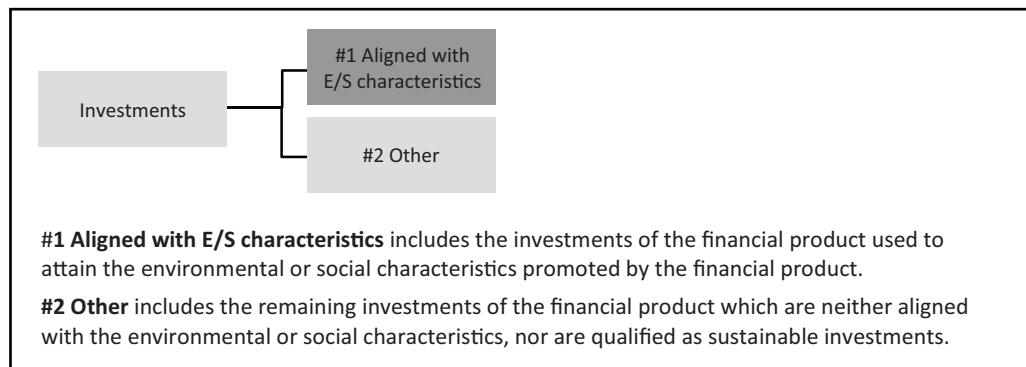 #1 Aligned with
E/S characteristics
Investments
#2 Other
#1 Aligned with E/S characteristics includes the investments of the financial product used to
attain the environmental or social characteristics promoted by the financial product.
#2 Other includes the remaining investments of the financial product which are neither aligned
with the environmental or social characteristics, nor are qualified as sustainable investments.